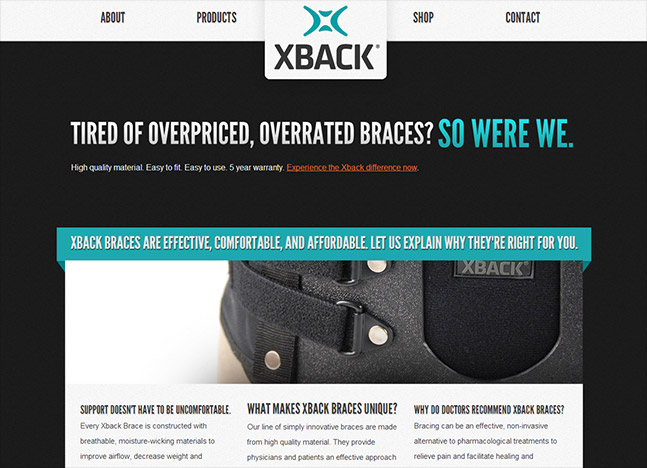 ABOUT
PRODUCTS
SHOP
CONTACT
XBACK®
TIRED OF OVERPRICED, OVERRATED BRACES? SO WERE WE.
High quality material. Easy to fit. Easy to use. 5 year warranty. Experience the Xback difference now.
XBACK BRACES ARE EFFECTIVE, COMFORTABLE, AND AFFORDABLE. LET US EXPLAIN WHY THEY'RE RIGHT FOR YOU.
XBACK®
SUPPORT DOESN'T HAVE TO BE UNCOMFORTABLE.
Every Xback Brace is constructed with
breathable, moisture-wicking materials to
improve airflow, decrease weight and
WHAT MAKES XBACK BRACES UNIQUE?
Our line of simply innovative braces are made
from high quality material. They provide
physicians and patients an effective approach
WHY DO DOCTORS RECOMMEND XBACK BRACES?
Bracing can be an effective, non-invasive
alternative to pharmacological treatments to
relieve pain and facilitate healing and